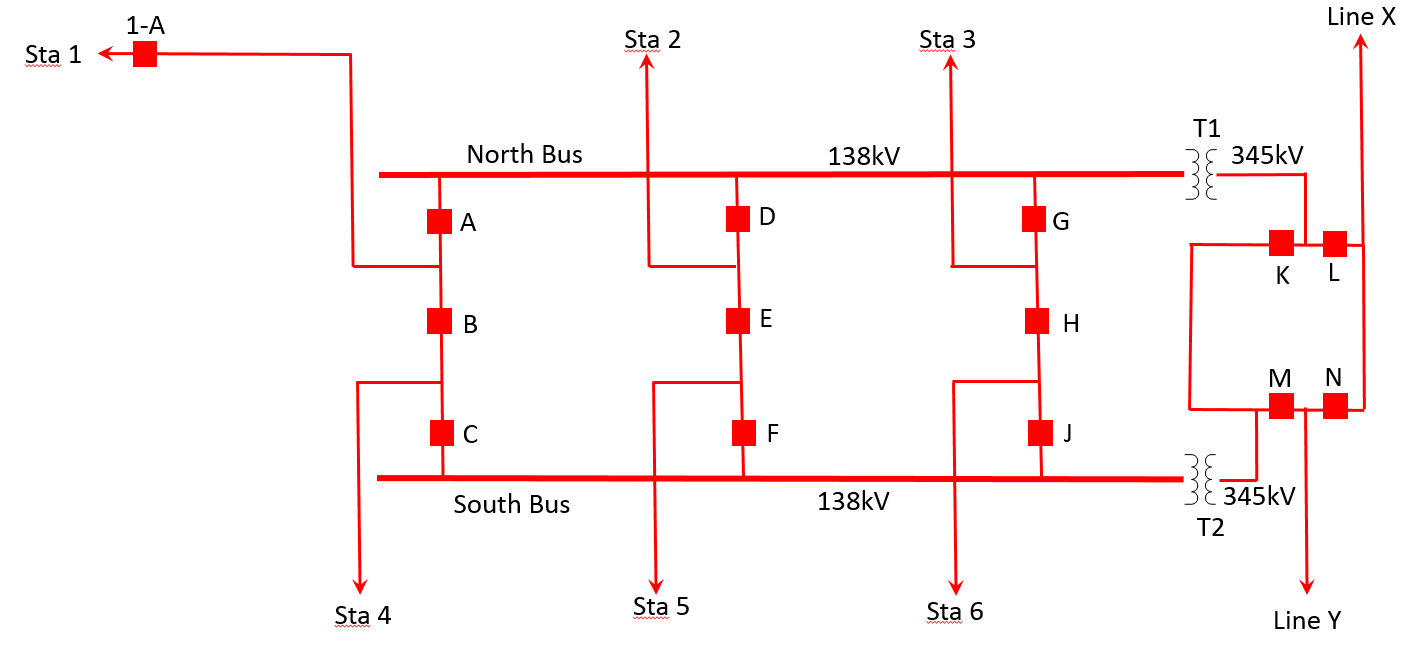 1-A
Sta 1
Sta 2
Sta 3
Line X
North Bus
138kV
T1
345kV
A
D
G
K
L
B
E
H
M
N
C
F
J
South Bus
138kV
345kV
T2
Sta 4
Sta 5
Sta 6
Line Y